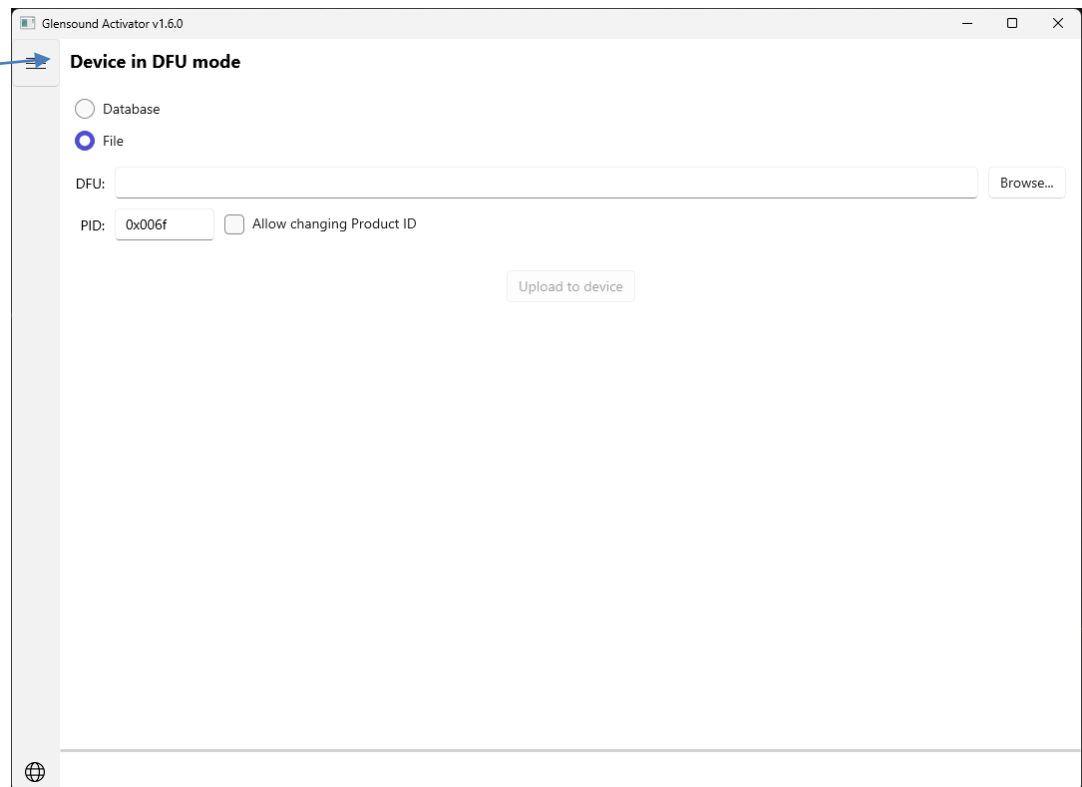 Glensound Activator v1.6.0
Device in DFU mode
Database
File
DFU:
Browse...
PID: 0x006f Allow changing Product ID
Upload to device